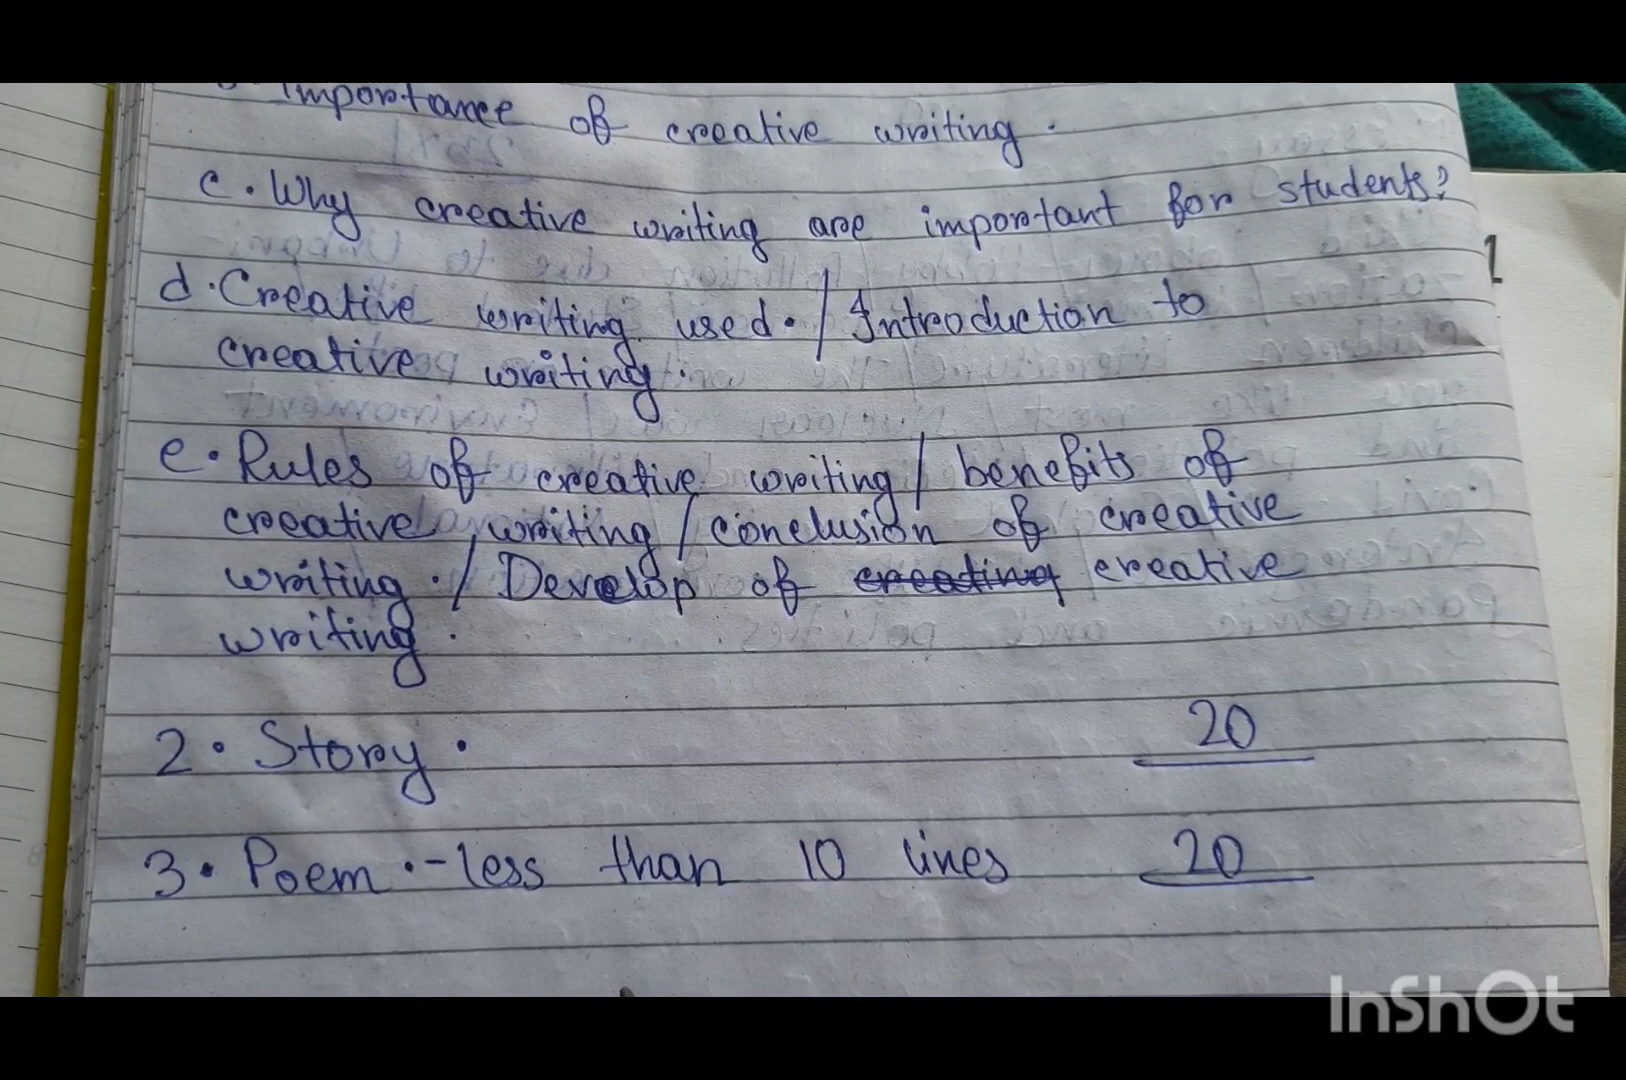 importance of creative writing.
c. Why creative writing are important for students?
1
d. Creative writing used. / Introduction to
creative writing.
e. Rules of creative writing / benefits of
creative writing / conclusion of creative
writing. / Develop of creating creative
writing.
2. Story. 20
3. Poem. - less than 10 lines 20
InShOt